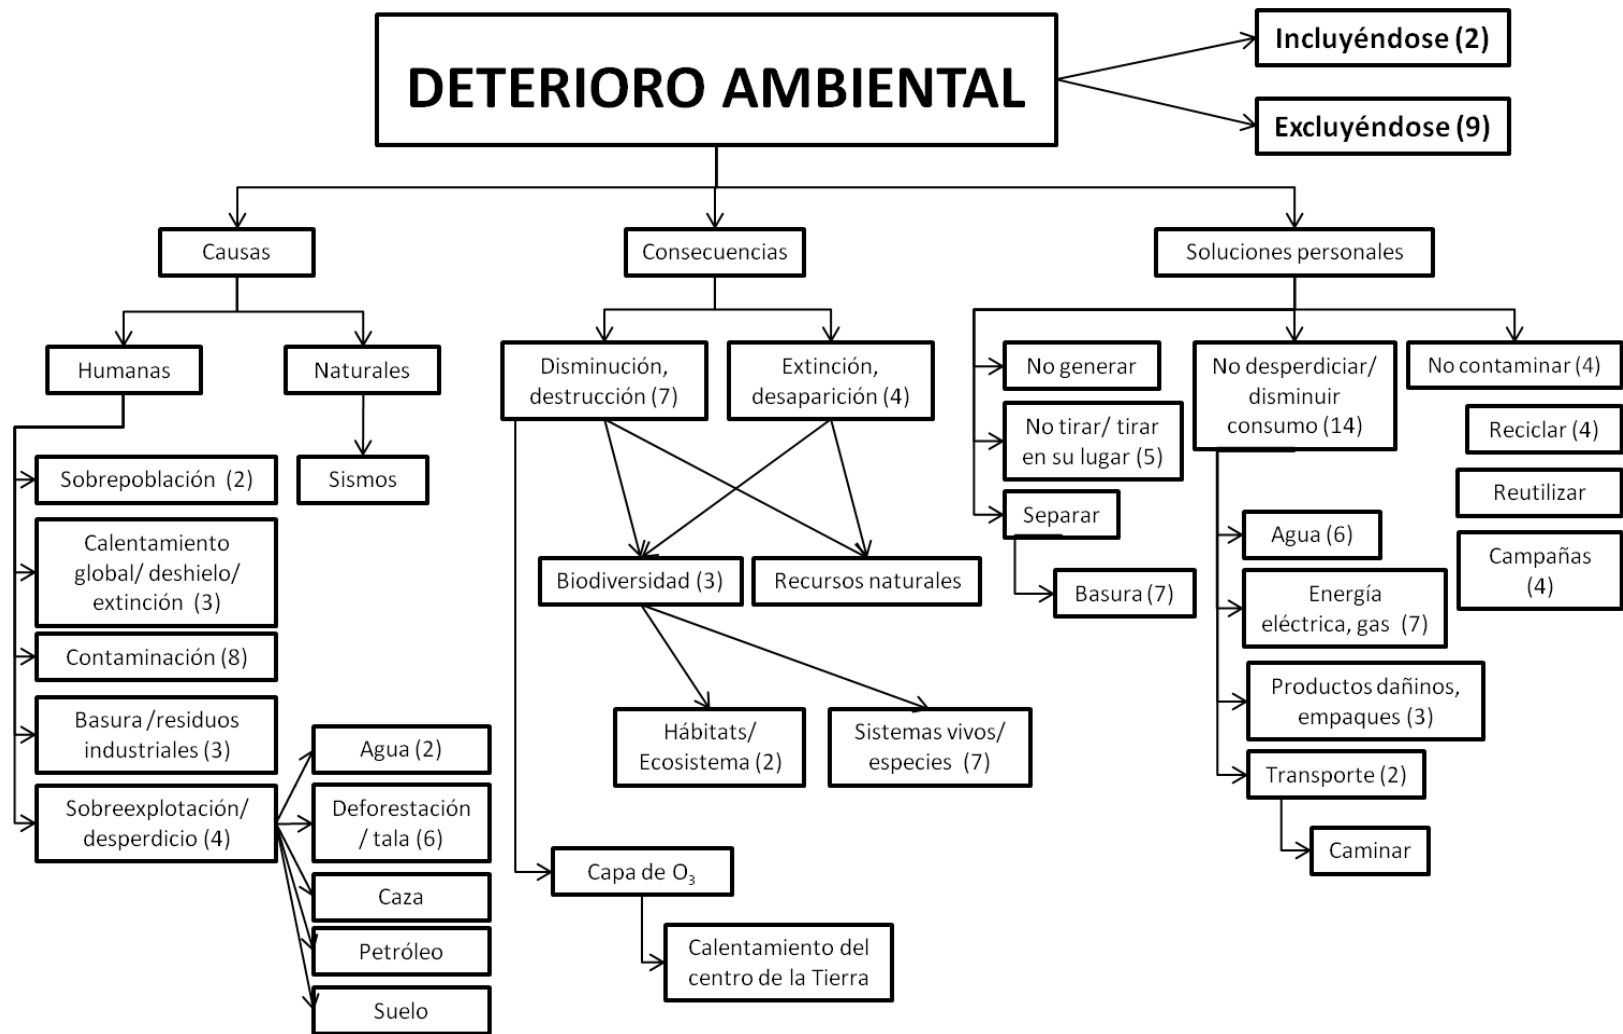 DETERIORO AMBIENTAL
Incluyéndose (2)
Excluyéndose (9)
Causas
Consecuencias
Soluciones personales
Humanas
Naturales
Sismos
Sobrepoblación (2)
Calentamiento
global/ deshielo/
extinción (3)
Contaminación (8)
Basura /residuos
industriales (3)
Sobreexplotación/
desperdicio (4)
Agua (2)
Deforestación
/ tala (6)
Caza
Petróleo
Suelo
Disminución,
destrucción (7)
Extinción,
desaparición (4)
Biodiversidad (3)
Recursos naturales
Hábitats/
Ecosistema (2)
Sistemas vivos/
especies (7)
Capa de O₃
Calentamiento del
centro de la Tierra
No generar
No tirar/ tirar
en su lugar (5)
Separar
Basura (7)
No desperdiciar/
disminuir
consumo (14)
Agua (6)
Energía
eléctrica, gas (7)
Productos dañinos,
empaques (3)
Transporte (2)
Caminar
No contaminar (4)
Reciclar (4)
Reutilizar
Campañas
(4)